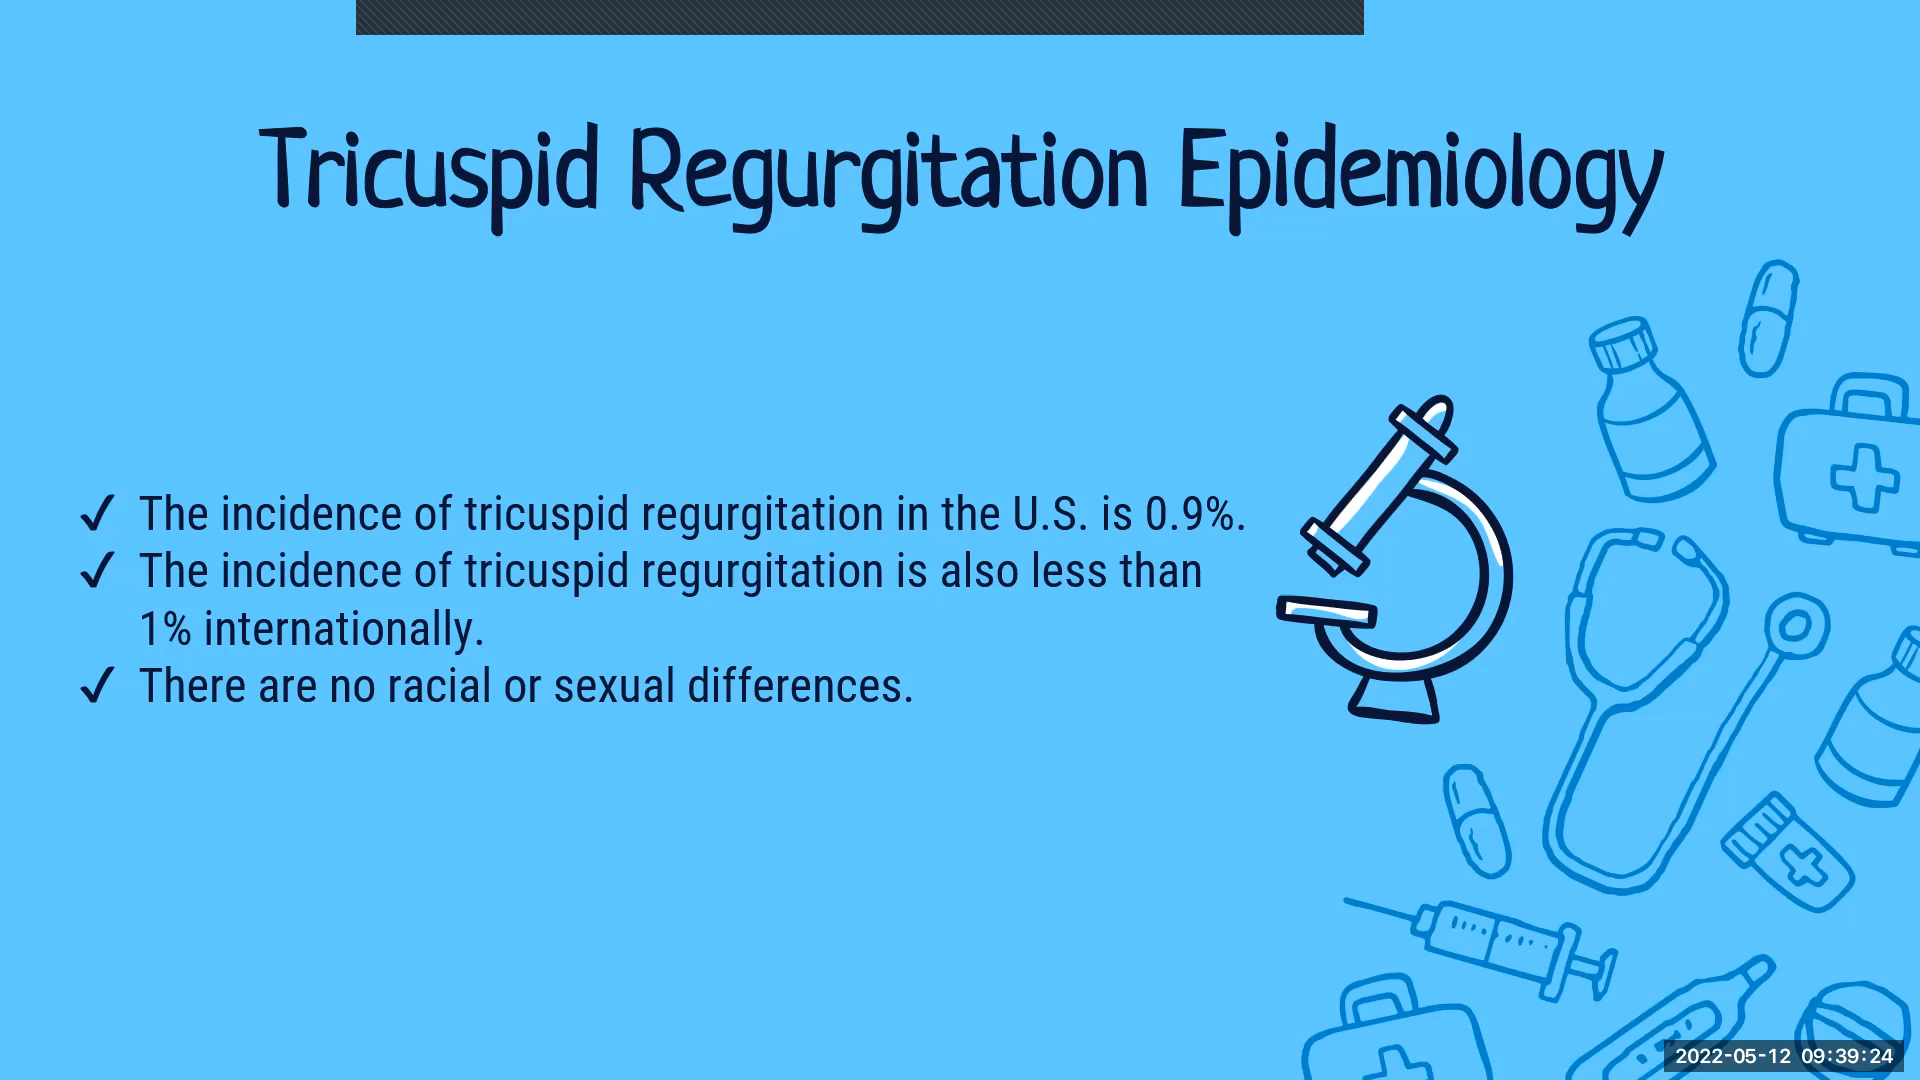 Tricuspid Regurgitation Epidemiology
✓ The incidence of tricuspid regurgitation in the U.S. is 0.9%.
✓ The incidence of tricuspid regurgitation is also less than
1% internationally.
✓ There are no racial or sexual differences.
2022-05-12 09:39:24